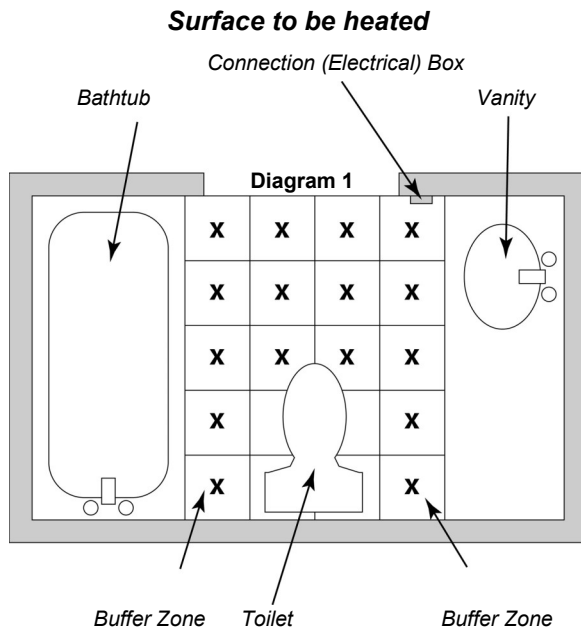 Surface to be heated
Connection (Electrical) Box
Bathtub
Vanity
Diagram 1
X X X X
X X X X
X X X X
X X
X X
Buffer Zone Toilet Buffer Zone